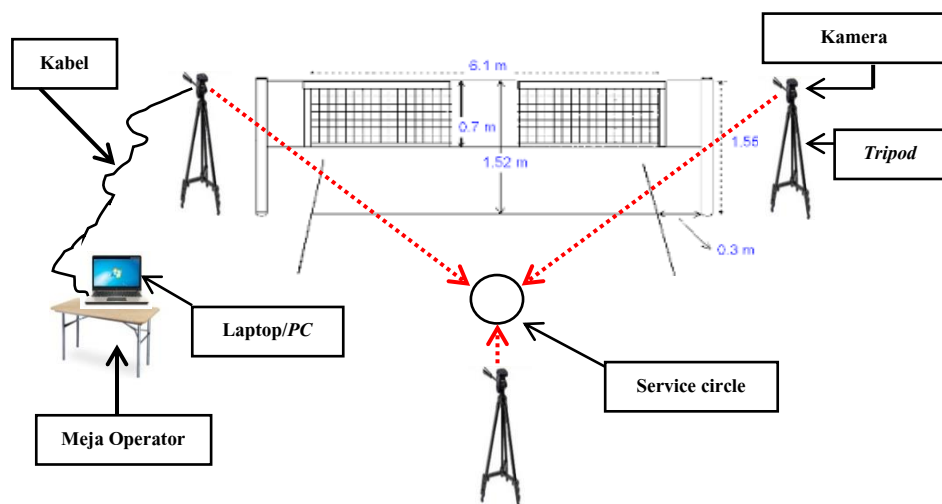 Kabel
Kamera
6.1 m
0.7 m
1.52 m
1.55
Tripod
0.3 m
Laptop/PC
Service circle
Meja Operator